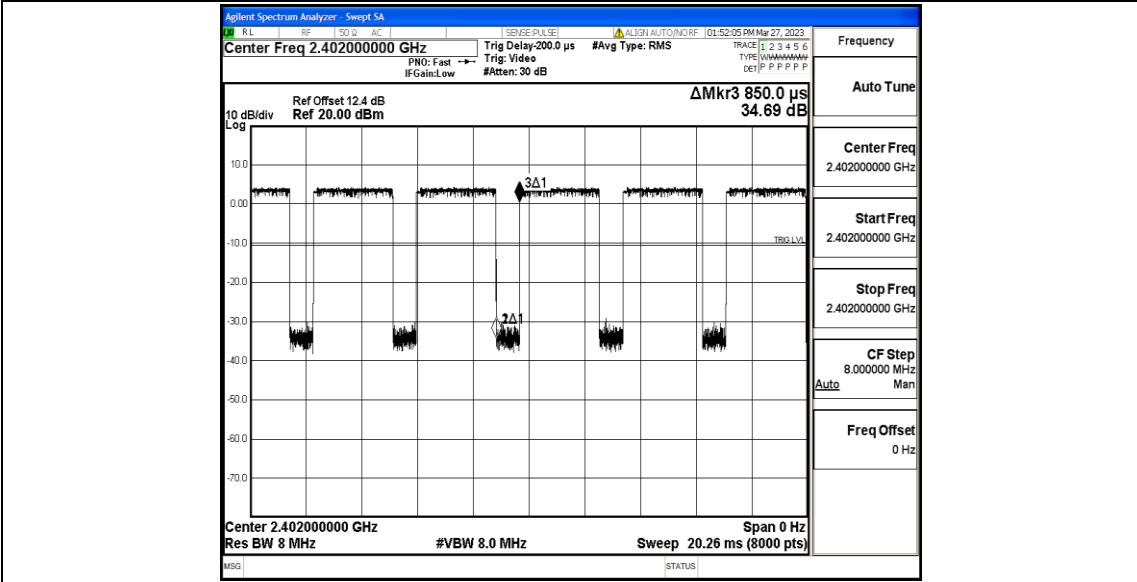 Agilent Spectrum Analyzer - Swept SA
RL RF 50 Ω AC SENSE:PULSE ALIGN AUTO/NO RF 01:52:05 PM Mar 27, 2023
Center Freq 2.402000000 GHz
PNO: Fast
IFGain:Low
Trig Delay-200.0 µs
Trig: Video
#Atten: 30 dB
#Avg Type: RMS
TRACE 1 2 3 4 5 6
TYPE WWWWWW
DET P P P P P P
Ref Offset 12.4 dB
10 dB/div Ref 20.00 dBm
Log
ΔMkr3 850.0 µs
34.69 dB
10.0
0.00
-10.0
-20.0
-30.0
-40.0
-50.0
-60.0
-70.0
3Δ1
TRIG LVL
2Δ1
Center 2.402000000 GHz Span 0 Hz
Res BW 8 MHz #VBW 8.0 MHz Sweep 20.26 ms (8000 pts)
MSG STATUS
Frequency
Auto Tune
Center Freq
2.402000000 GHz
Start Freq
2.402000000 GHz
Stop Freq
2.402000000 GHz
CF Step
8.000000 MHz
Auto Man
Freq Offset
0 Hz